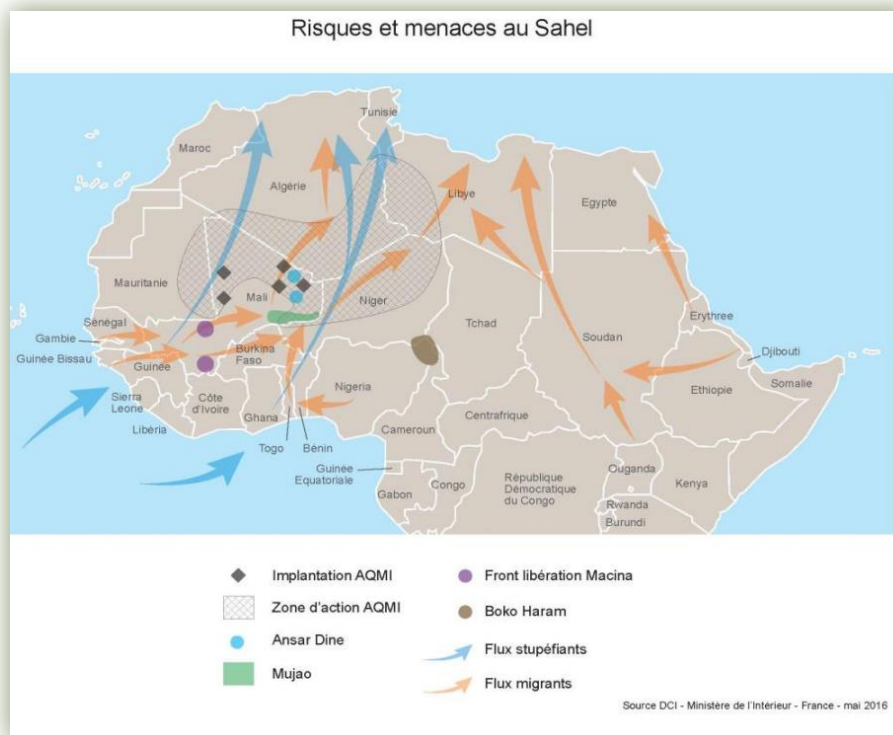 Risques et menaces au Sahel
Tunisie
Maroc
Algérie
Libye
Egypte
Mauritanie
Mali
Niger
Tchad
Soudan
Erythree
Sénégal
Gambie
Guinée Bissau
Guinée
Burkina
Faso
Djibouti
Sierra
Leone
Côte
d'Ivoire
Ghana
Nigeria
Ethiopie
Somalie
Libéria
Togo
Bénin
Cameroun
Centrafrique
Guinée
Equatoriale
Gabon
Congo
République
Démocratique
du Congo
Ouganda
Kenya
Rwanda
Burundi
Implantation AQMI
Zone d'action AQMI
Ansar Dine
Mujao
Front libération Macina
Boko Haram
Flux stupéfiants
Flux migrants
Source DCI - Ministère de l'Intérieur - France - mai 2016